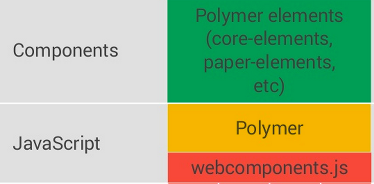 Components
Polymer elements
(core-elements,
paper-elements,
etc)
JavaScript
Polymer
webcomponents.js